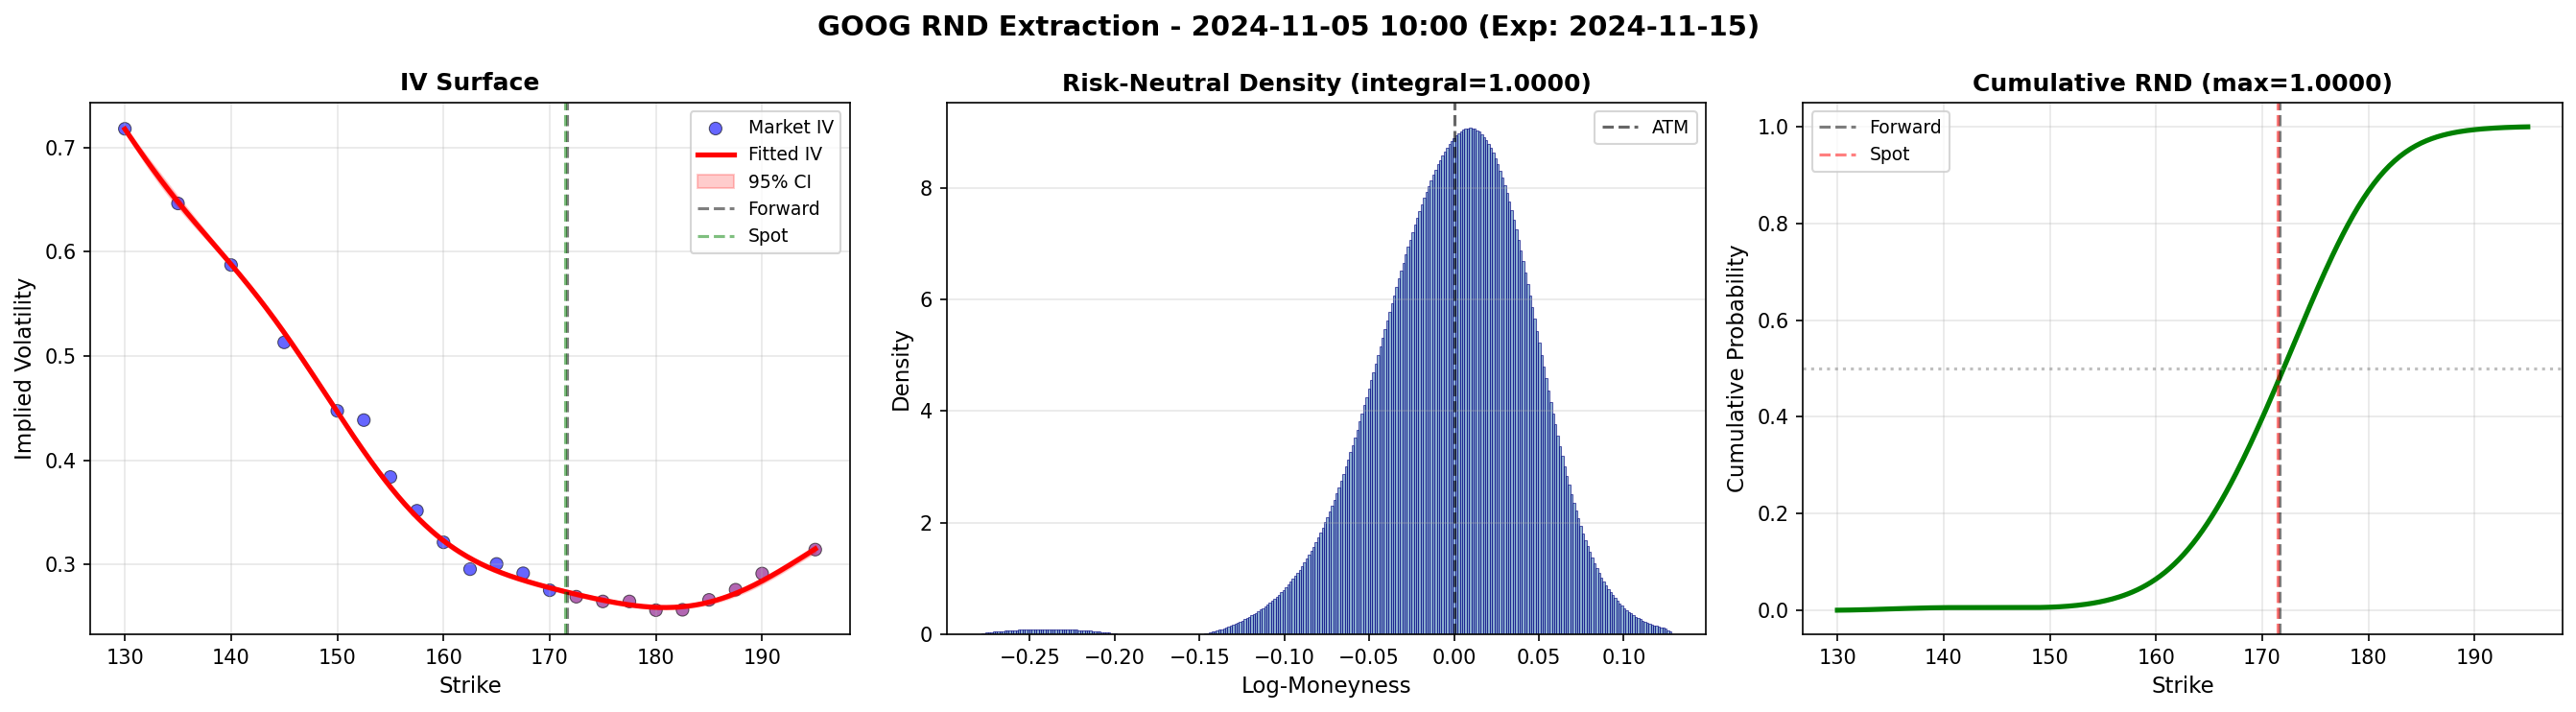 GOOG RND Extraction - 2024-11-05 10:00 (Exp: 2024-11-15)
IV Surface
Implied Volatility
0.7
0.6
0.5
0.4
0.3
130 140 150 160 170 180 190
Strike
Market IV
Fitted IV
95% CI
Forward
Spot
Risk-Neutral Density (integral=1.0000)
Density
8
6
4
2
0
−0.25 −0.20 −0.15 −0.10 −0.05 0.00 0.05 0.10
Log-Moneyness
ATM
Cumulative RND (max=1.0000)
Cumulative Probability
1.0
0.8
0.6
0.4
0.2
0.0
130 140 150 160 170 180 190
Strike
Forward
Spot